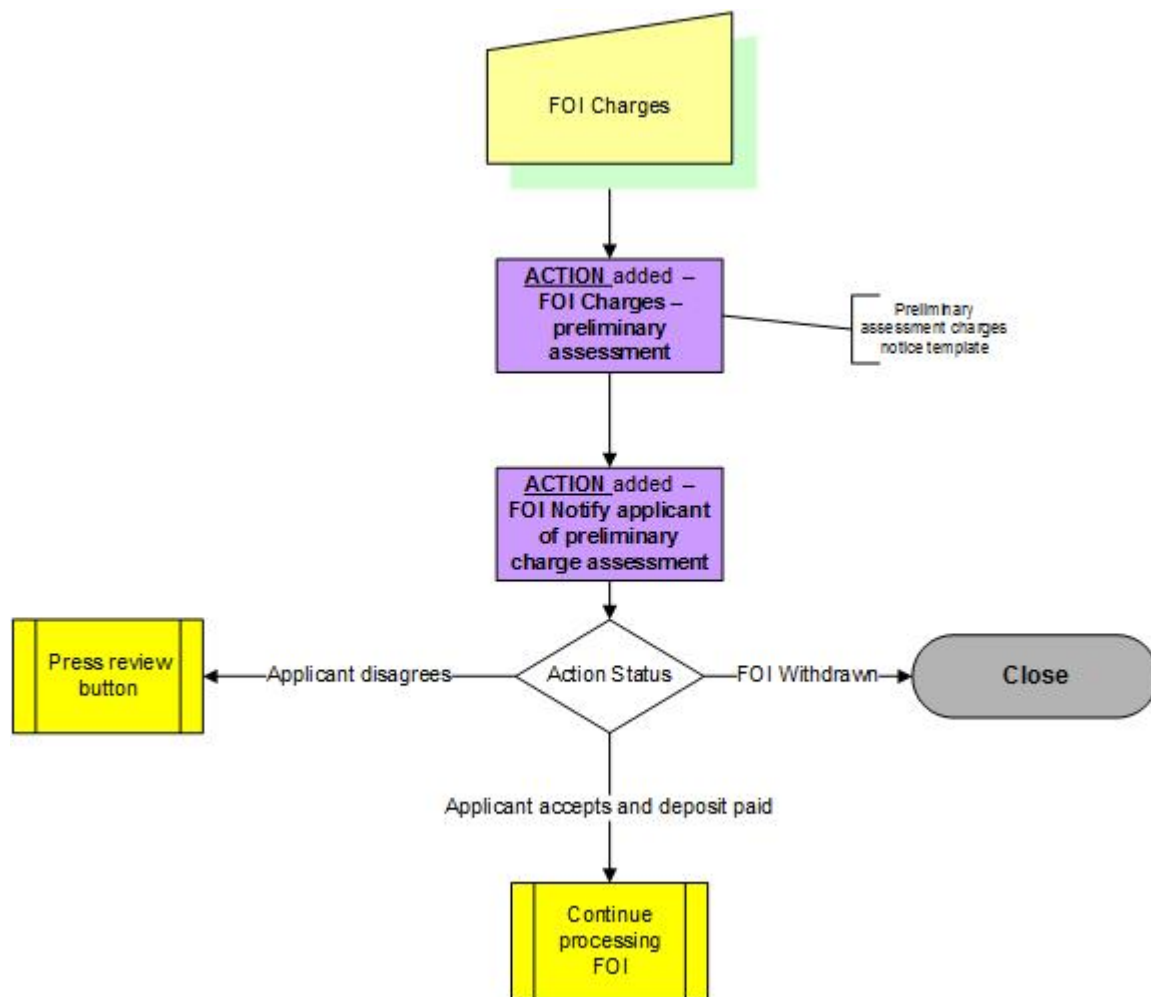 FOI Charges
ACTION added –
FOI Charges –
preliminary
assessment
Preliminary
assessment charges
notice template
ACTION added –
FOI Notify applicant
of preliminary
charge assessment
Press review
button
Applicant disagrees
Action Status
FOI Withdrawn
Close
Applicant accepts and deposit paid
Continue
processing
FOI